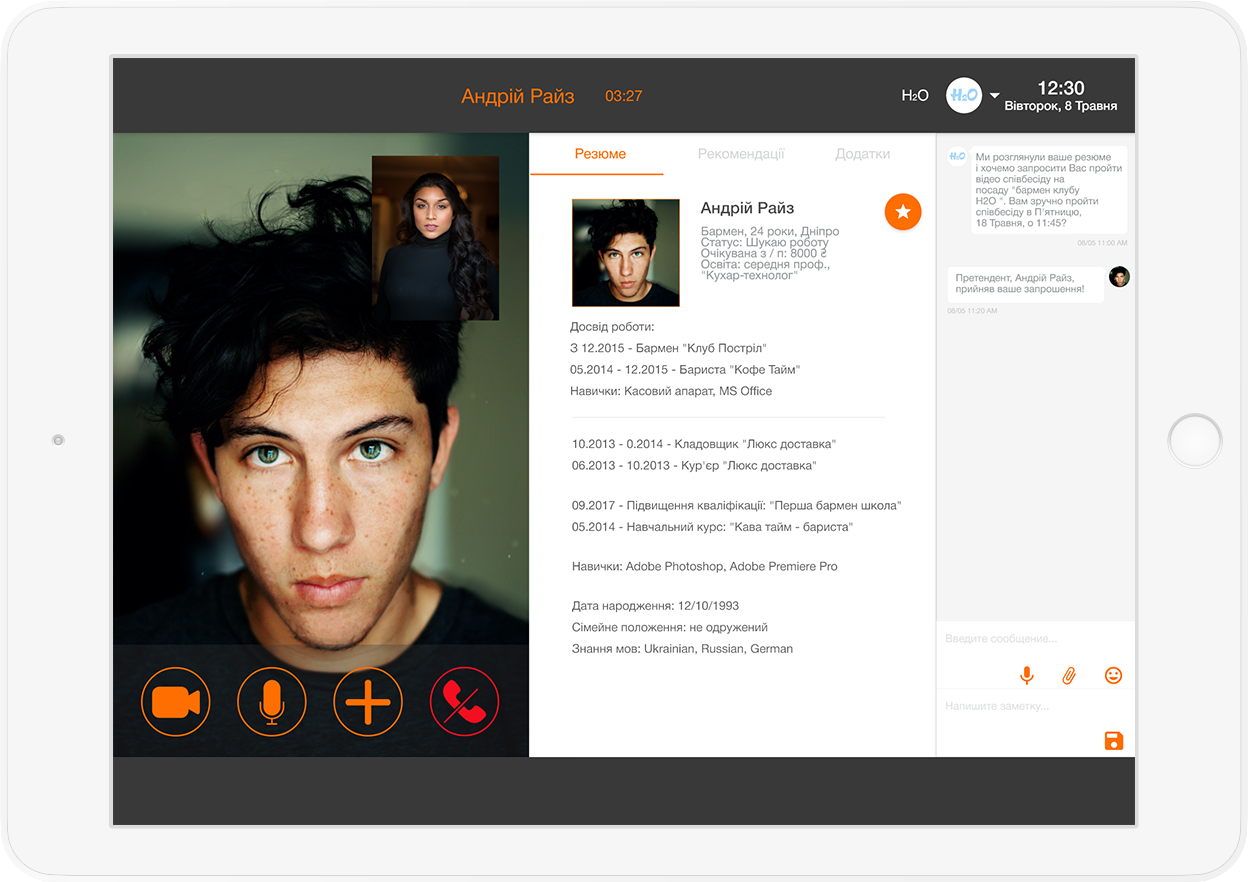 Андрій Райз
03:27
H₂O
H₂O
12:30
Вівторок, 8 Травня
Резюме
Рекомендації
Додатки
Андрій Райз
Бармен, 24 роки, Дніпро
Статус: Шукаю роботу
Очікувана з / п: 8000 ₴
Освіта: середня проф.,
"Кухар-технолог"
Досвід роботи:
З 12.2015 - Бармен "Клуб Постріл"
05.2014 - 12.2015 - Бариста "Кофе Тайм"
Навички: Касовий апарат, MS Office
10.2013 - 0.2014 - Кладовщик "Люкс доставка"
06.2013 - 10.2013 - Кур'єр "Люкс доставка"
09.2017 - Підвищення кваліфікації: "Перша бармен школа"
05.2014 - Навчальний курс: "Кава тайм - бариста"
Навички: Adobe Photoshop, Adobe Premiere Pro
Дата народження: 12/10/1993
Сімейне положення: не одружений
Знання мов: Ukrainian, Russian, German
H₂O
Ми розглянули ваше резюме
і хочемо запросити Вас пройти
відео співбесіду на
посаду "бармен клубу
H2O ". Вам зручно пройти
співбесіду в П'ятницю,
18 Травня, о 11:45?
08/05 11:00 AM
Претендент, Андрій Райз,
прийняв ваше запрошення!
08/05 11:20 AM
Введите сообщение...
Напишите заметку...